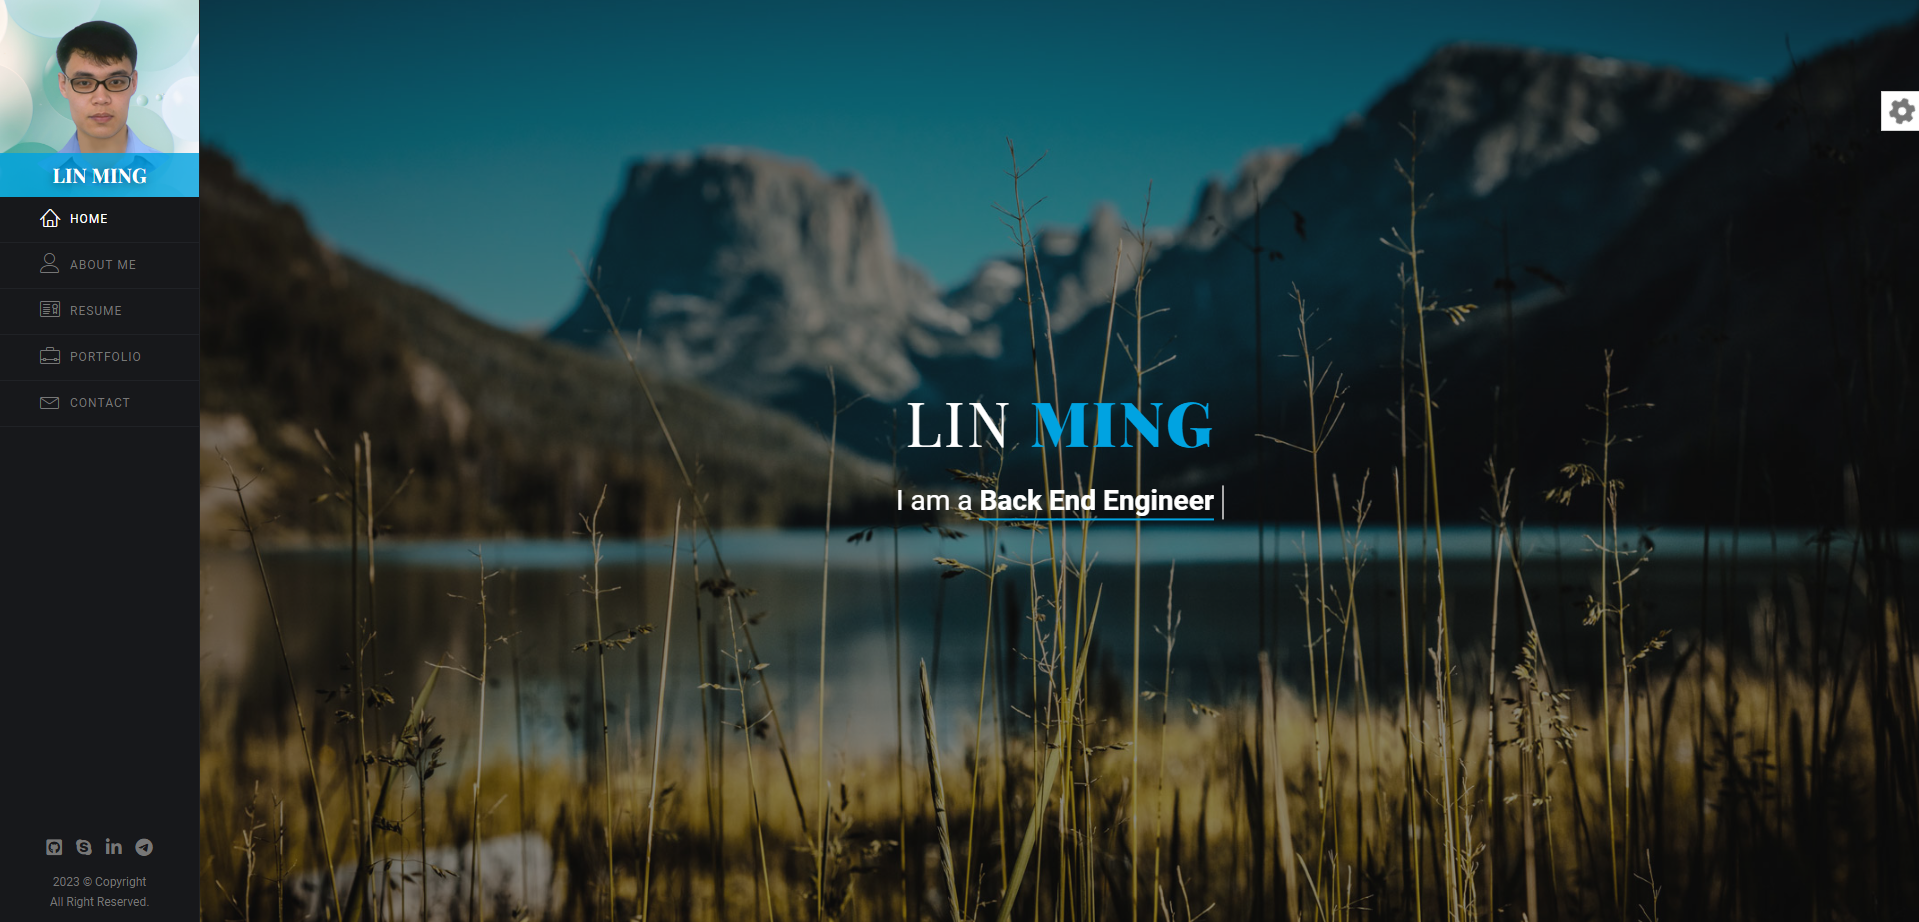 LIN MING
HOME
ABOUT ME
RESUME
PORTFOLIO
CONTACT
LIN MING
I am a Back End Engineer
2023 © Copyright
All Right Reserved.